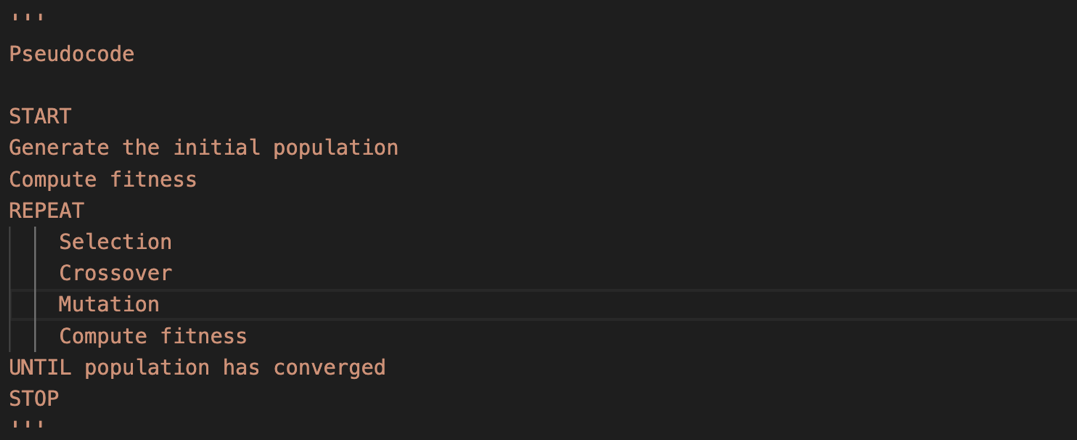 '''
Pseudocode
START
Generate the initial population
Compute fitness
REPEAT
Selection
Crossover
Mutation
Compute fitness
UNTIL population has converged
STOP
'''